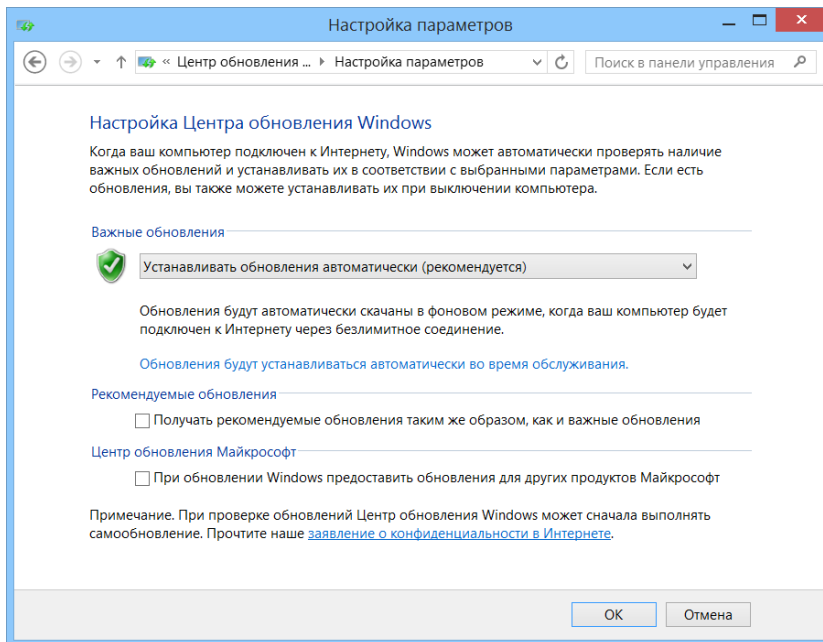 Настройка параметров
« Центр обновления ... Настройка параметров
Поиск в панели управления
Настройка Центра обновления Windows
Когда ваш компьютер подключен к Интернету, Windows может автоматически проверять наличие
важных обновлений и устанавливать их в соответствии с выбранными параметрами. Если есть
обновления, вы также можете устанавливать их при выключении компьютера.
Важные обновления
Устанавливать обновления автоматически (рекомендуется)
Обновления будут автоматически скачаны в фоновом режиме, когда ваш компьютер будет
подключен к Интернету через безлимитное соединение.
Обновления будут устанавливаться автоматически во время обслуживания.
Рекомендуемые обновления
Получать рекомендуемые обновления таким же образом, как и важные обновления
Центр обновления Майкрософт
При обновлении Windows предоставить обновления для других продуктов Майкрософт
Примечание. При проверке обновлений Центр обновления Windows может сначала выполнять
самообновление. Прочтите наше заявление о конфиденциальности в Интернете.
ОК
Отмена